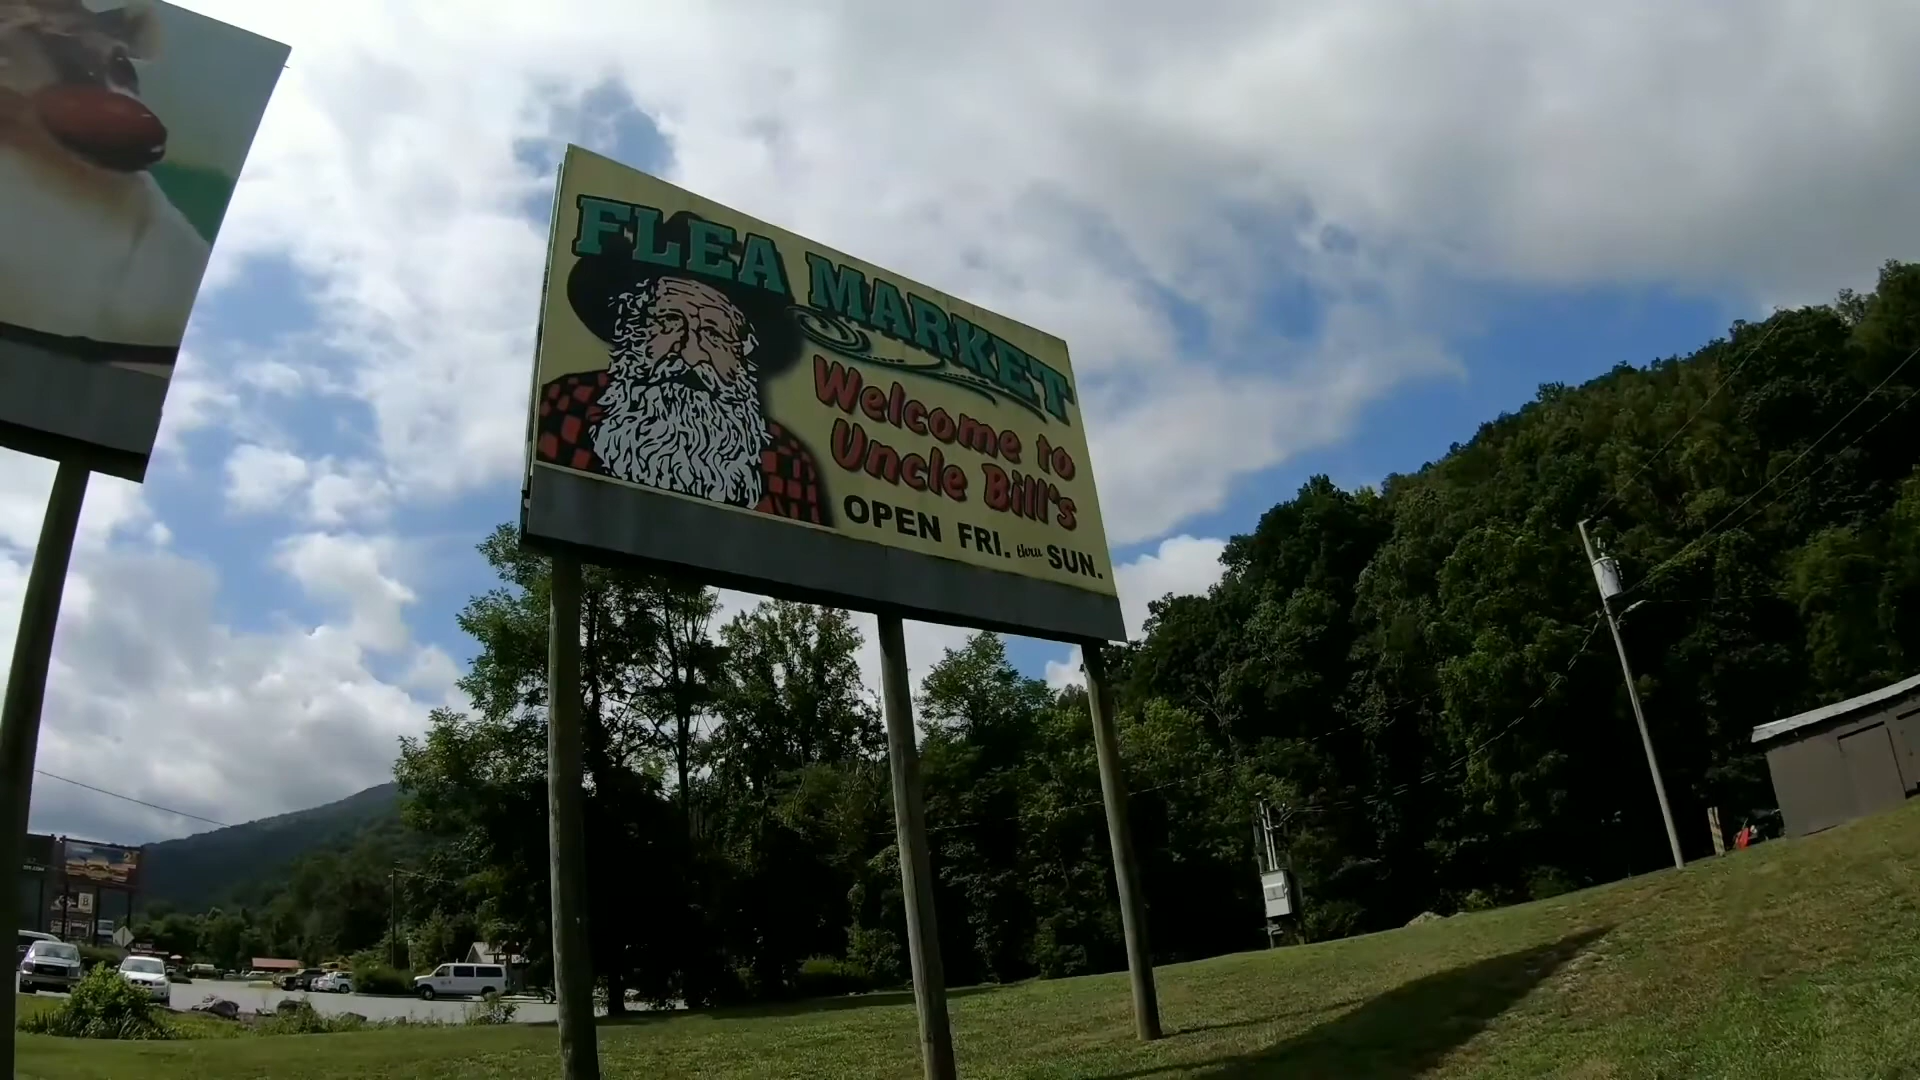 FLEA MARKET
Welcome to
Uncle Bill's
OPEN FRI. thru SUN.